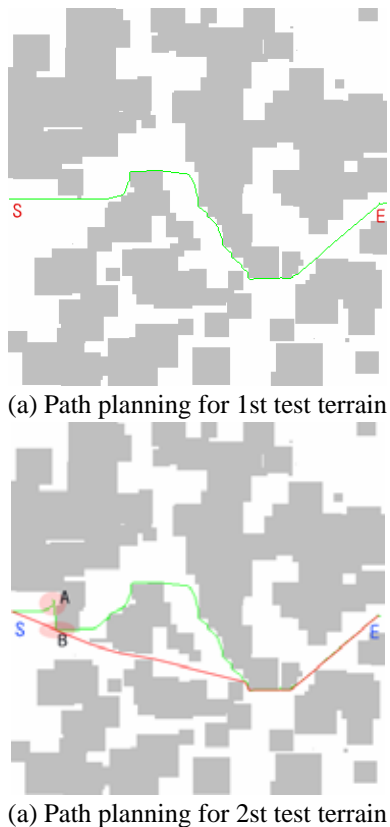 S
E
(a) Path planning for 1st test terrain
A
S
B
E
(a) Path planning for 2st test terrain